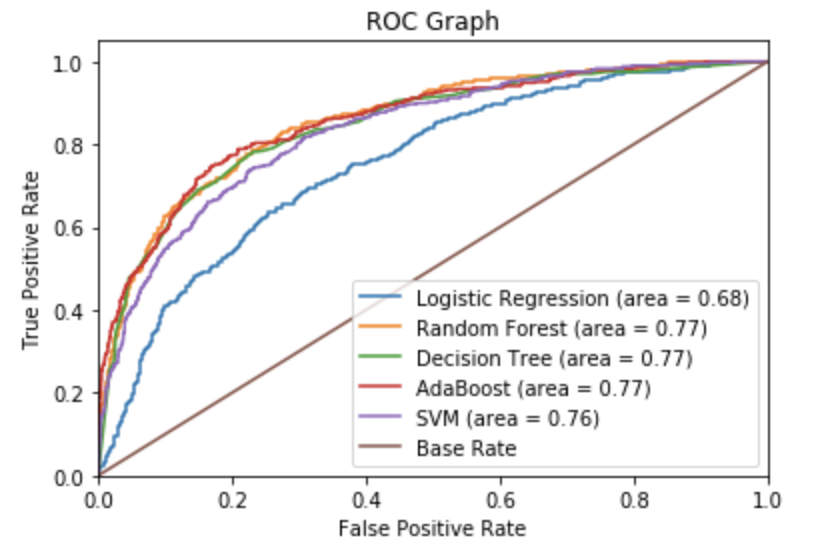 ROC Graph
1.0
0.8
0.6
0.4
0.2
0.0
True Positive Rate
Logistic Regression (area = 0.68)
Random Forest (area = 0.77)
Decision Tree (area = 0.77)
AdaBoost (area = 0.77)
SVM (area = 0.76)
Base Rate
0.0 0.2 0.4 0.6 0.8 1.0
False Positive Rate